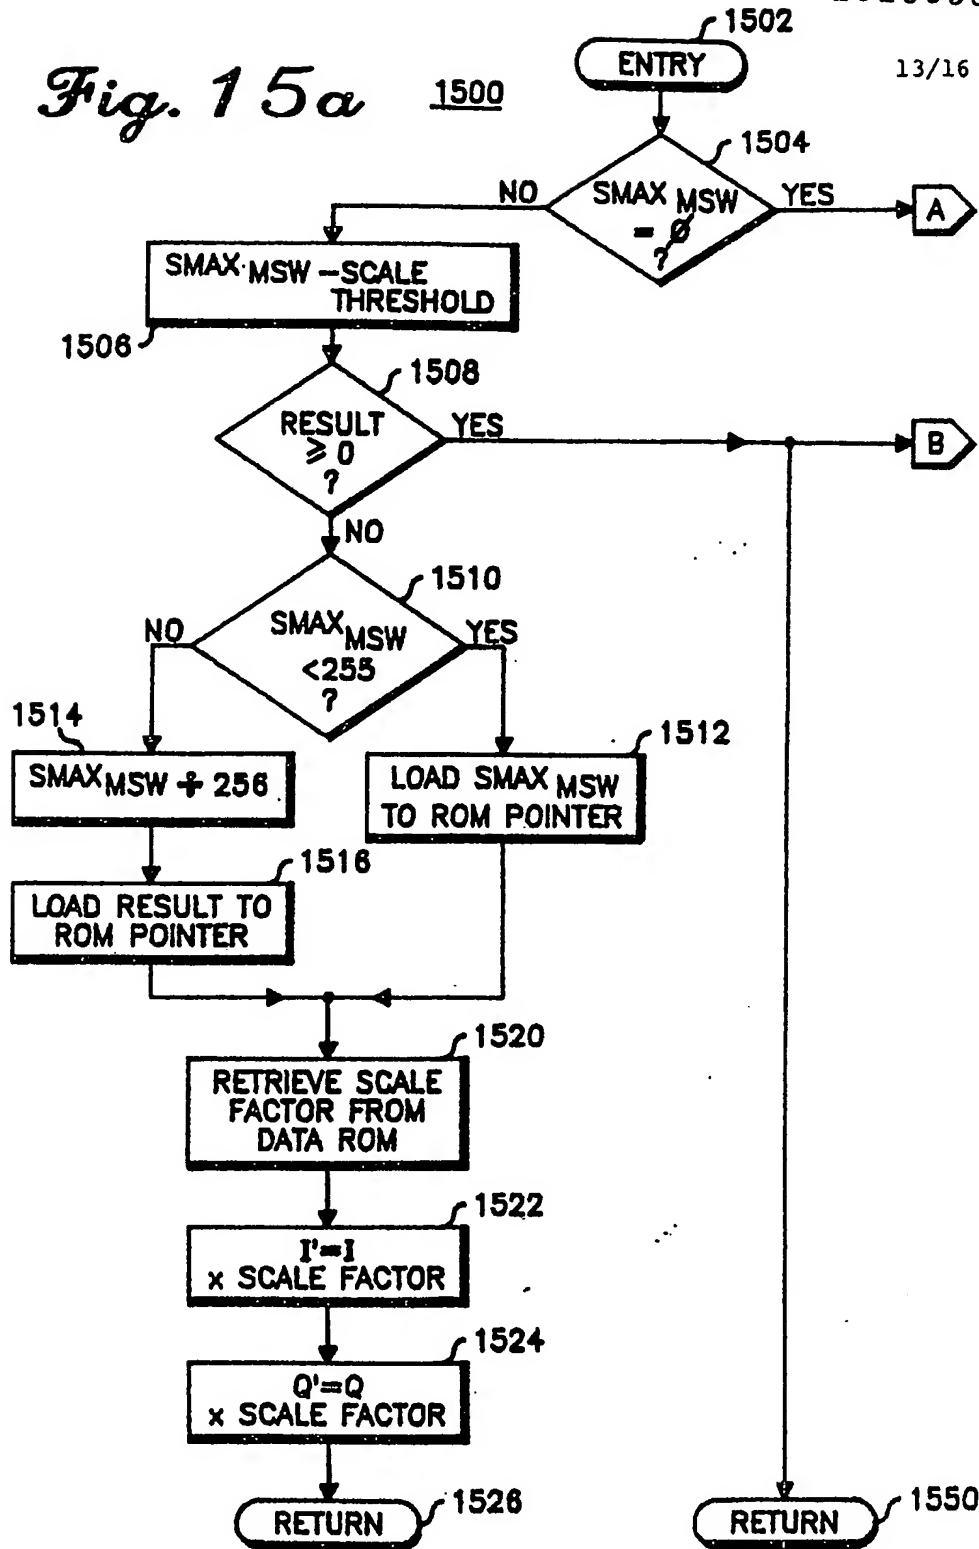 1502
ENTRY
13/16
Fig. 15a
1500
1504
SMAX MSW
= Ø
?
NO
YES
A
SMAX MSW - SCALE
THRESHOLD
1506
1508
RESULT
≥ 0
?
YES
B
NO
1510
SMAX MSW
<255
?
NO
YES
1514
SMAX MSW ÷ 256
1512
LOAD SMAX MSW
TO ROM POINTER
1516
LOAD RESULT TO
ROM POINTER
1520
RETRIEVE SCALE
FACTOR FROM
DATA ROM
1522
I'=I
x SCALE FACTOR
1524
Q'=Q
x SCALE FACTOR
RETURN
1526
RETURN
1550